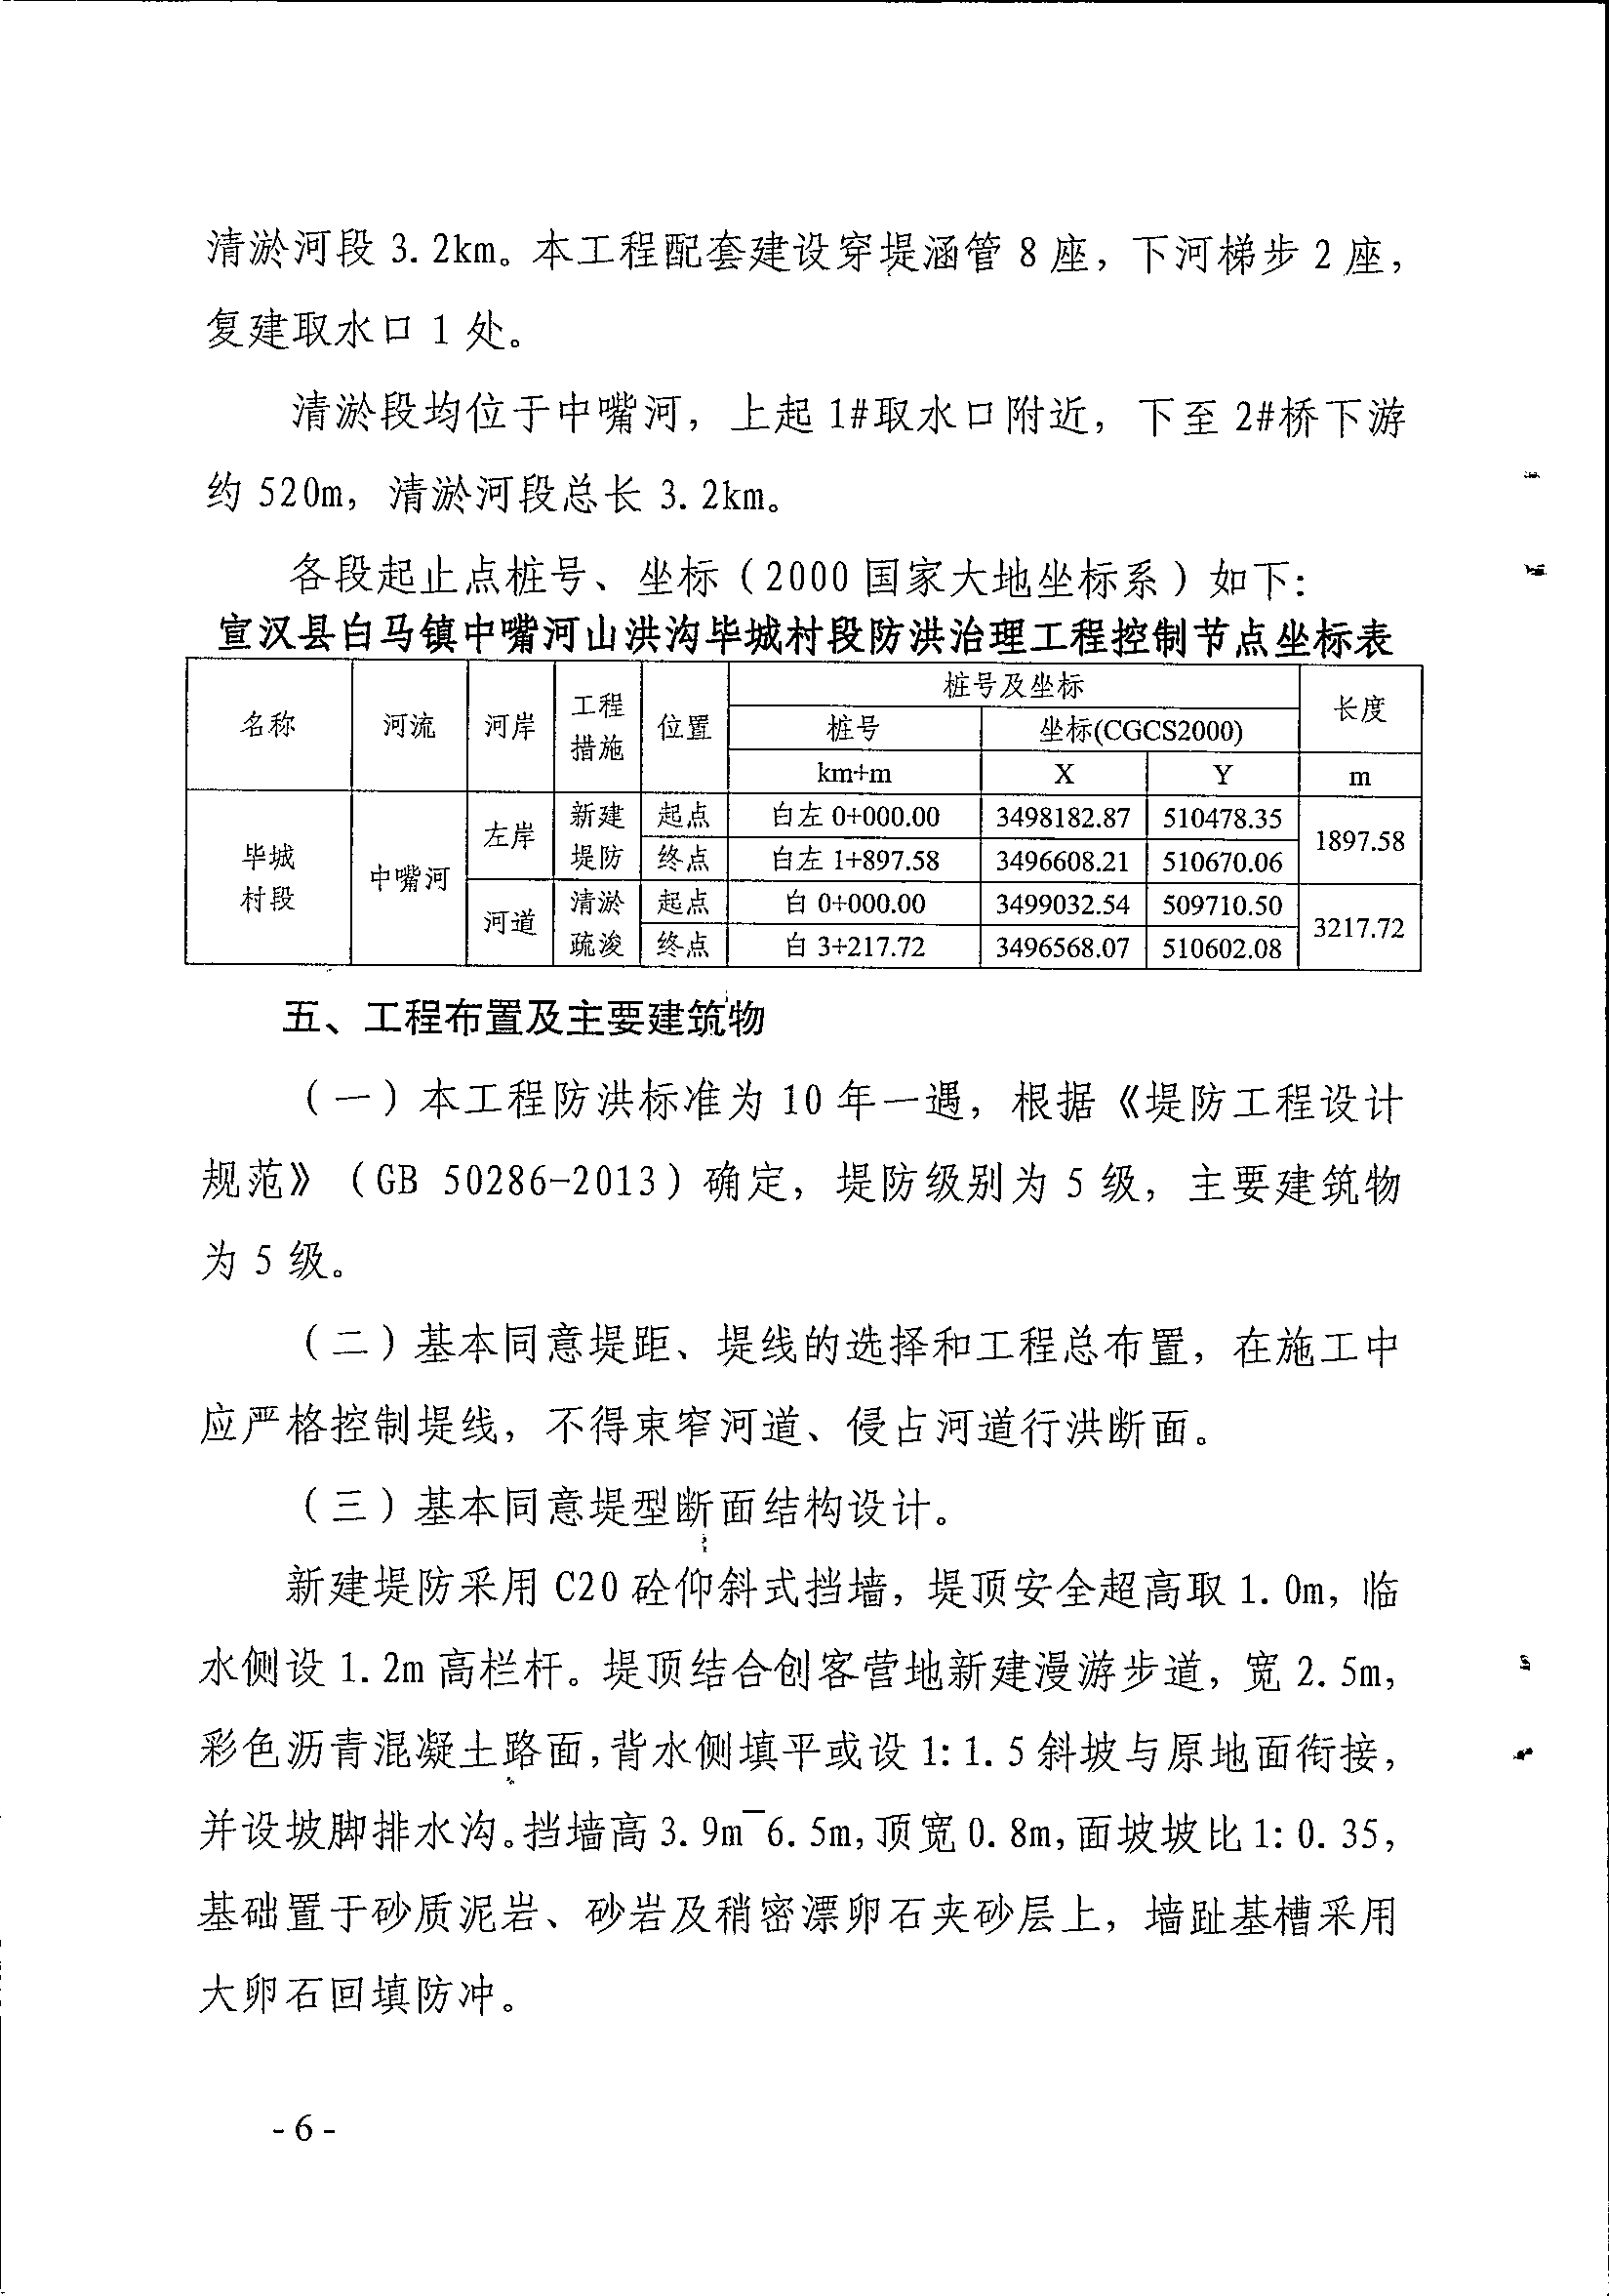 清淤河段 3.2km。本工程配套建设穿堤涵管 8 座，下河梯步 2 座，
复建取水口 1 处。
清淤段均位于中嘴河，上起 1#取水口附近，下至 2#桥下游
约 520m，清淤河段总长 3.2km。
各段起止点桩号、坐标（2000 国家大地坐标系）如下：
宣汉县白马镇中嘴河山洪沟毕城村段防洪治理工程控制节点坐标表
名称 河流 河岸 工程措施 位置 桩号及坐标 长度
桩号 坐标(CGCS2000)
km+m X Y m
毕城村段 中嘴河 左岸 新建堤防 起点 白左 0+000.00 3498182.87 510478.35 1897.58
终点 白左 1+897.58 3496608.21 510670.06
河道 清淤疏浚 起点 白 0+000.00 3499032.54 509710.50 3217.72
终点 白 3+217.72 3496568.07 510602.08
五、工程布置及主要建筑物
（一）本工程防洪标准为 10 年一遇，根据《堤防工程设计
规范》（GB 50286-2013）确定，堤防级别为 5 级，主要建筑物
为 5 级。
（二）基本同意堤距、堤线的选择和工程总布置，在施工中
应严格控制堤线，不得束窄河道、侵占河道行洪断面。
（三）基本同意堤型断面结构设计。
新建堤防采用 C20 砼仰斜式挡墙，堤顶安全超高取 1.0m，临
水侧设 1.2m 高栏杆。堤顶结合创客营地新建漫游步道，宽 2.5m，
彩色沥青混凝土路面，背水侧填平或设 1:1.5 斜坡与原地面衔接，
并设坡脚排水沟。挡墙高 3.9m‾6.5m，顶宽 0.8m，面坡坡比 1:0.35，
基础置于砂质泥岩、砂岩及稍密漂卵石夹砂层上，墙趾基槽采用
大卵石回填防冲。
- 6 -